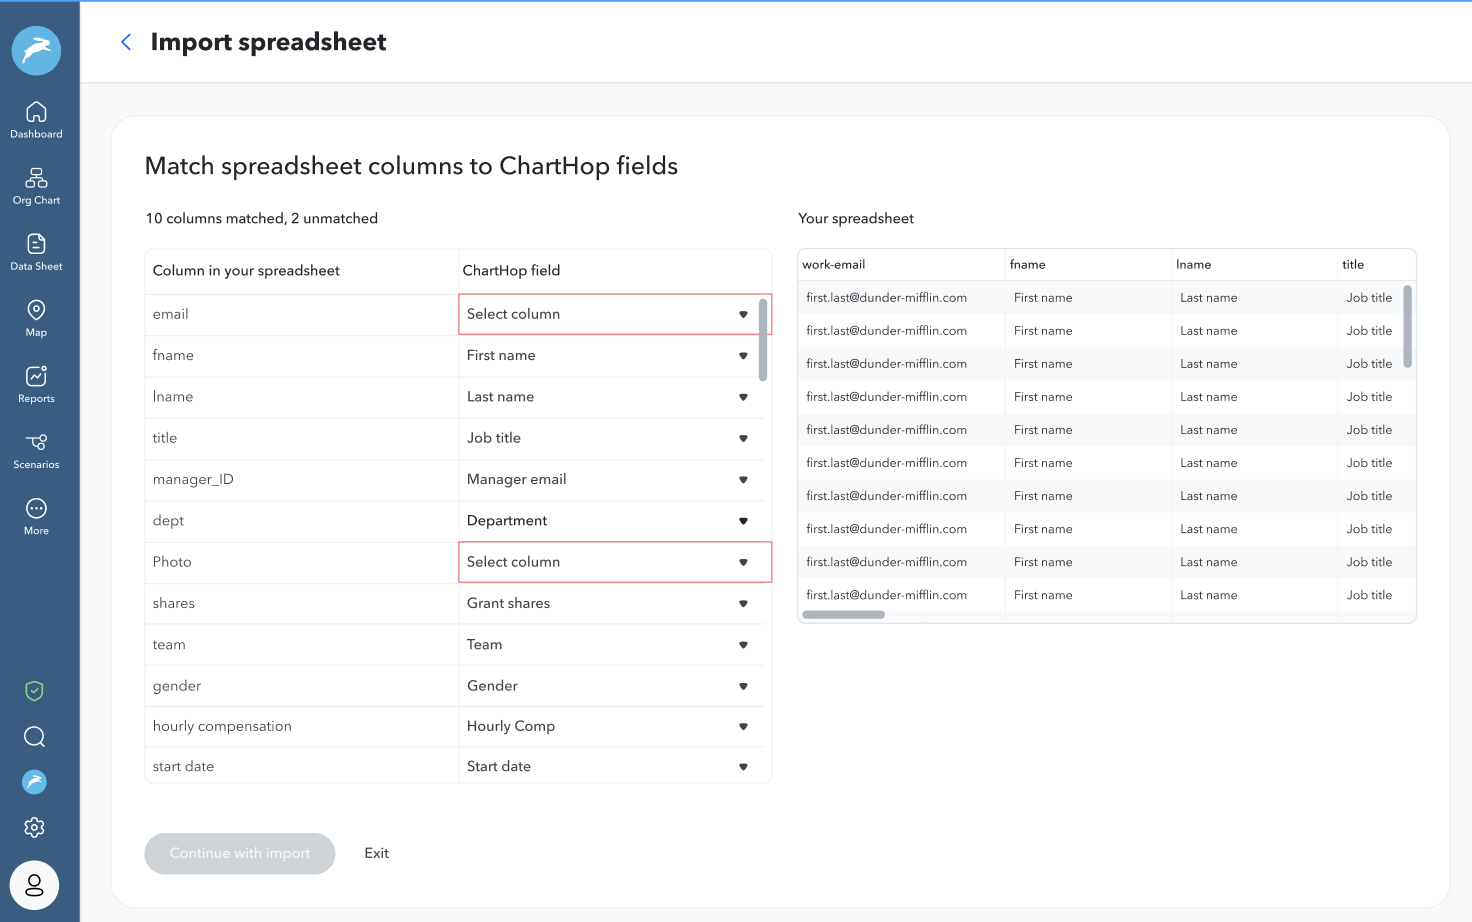 Import spreadsheet
Dashboard
Org Chart
Data Sheet
Map
Reports
Scenarios
More
Match spreadsheet columns to ChartHop fields
10 columns matched, 2 unmatched
Column in your spreadsheet ChartHop field
email Select column
fname First name
lname Last name
title Job title
manager_ID Manager email
dept Department
Photo Select column
shares Grant shares
team Team
gender Gender
hourly compensation Hourly Comp
start date Start date
Continue with import Exit
Your spreadsheet
work-email fname lname title
first.last@dunder-mifflin.com First name Last name Job title
first.last@dunder-mifflin.com First name Last name Job title
first.last@dunder-mifflin.com First name Last name Job title
first.last@dunder-mifflin.com First name Last name Job title
first.last@dunder-mifflin.com First name Last name Job title
first.last@dunder-mifflin.com First name Last name Job title
first.last@dunder-mifflin.com First name Last name Job title
first.last@dunder-mifflin.com First name Last name Job title
first.last@dunder-mifflin.com First name Last name Job title
first.last@dunder-mifflin.com First name Last name Job title